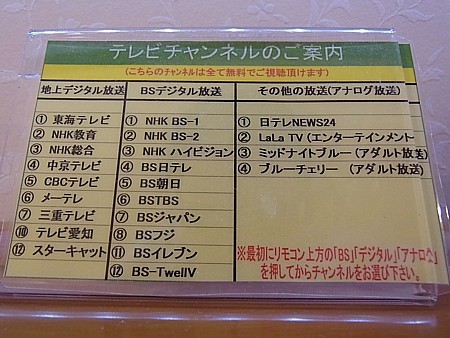 テレビチャンネルのご案内
(こちらのチャンネルは全て無料でご視聴頂けます)
地上デジタル放送
① 東海テレビ
② NHK教育
③ NHK総合
④ 中京テレビ
⑤ CBCテレビ
⑥ メーテレ
⑦ 三重テレビ
⑩ テレビ愛知
⑫ スターキャット
BSデジタル放送
① NHK BS-1
② NHK BS-2
③ NHK ハイビジョン
④ BS日テレ
⑤ BS朝日
⑥ BSTBS
⑦ BSジャパン
⑧ BSフジ
⑪ BSイレブン
⑫ BS-TwellV
その他の放送(アナログ放送)
① 日テレNEWS24
② LaLa TV (エンターテインメント
③ ミッドナイトブルー (アダルト放送)
④ ブルーチェリー (アダルト放送)
※最初にリモコン上方の「BS」「デジタル」「アナログ」
を押してからチャンネルをお選び下さい。